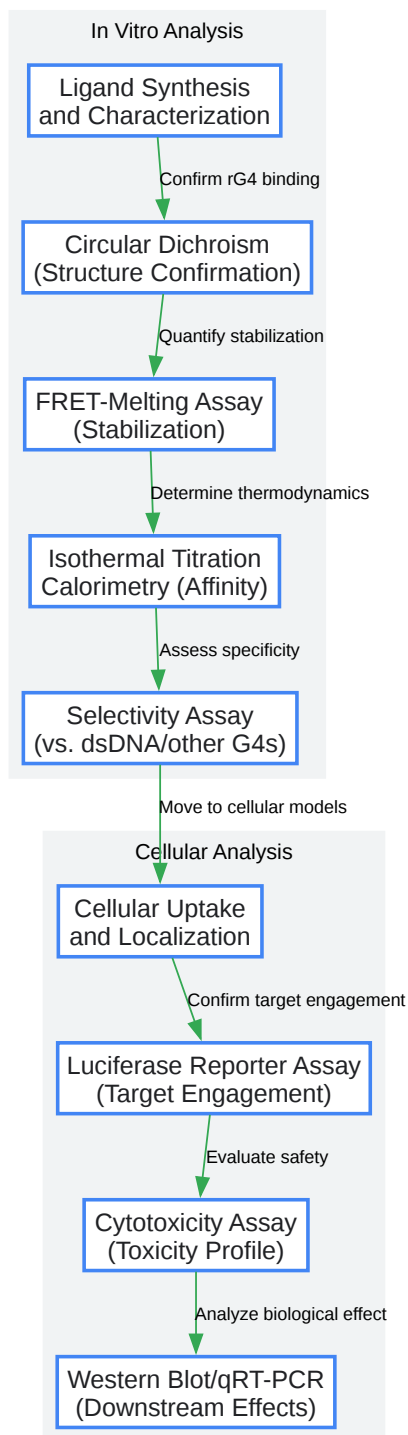 In Vitro Analysis
Ligand Synthesis
and Characterization
Confirm rG4 binding
Circular Dichroism
(Structure Confirmation)
Quantify stabilization
FRET-Melting Assay
(Stabilization)
Determine thermodynamics
Isothermal Titration
Calorimetry (Affinity)
Assess specificity
Selectivity Assay
(vs. dsDNA/other G4s)
Move to cellular models
Cellular Analysis
Cellular Uptake
and Localization
Confirm target engagement
Luciferase Reporter Assay
(Target Engagement)
Evaluate safety
Cytotoxicity Assay
(Toxicity Profile)
Analyze biological effect
Western Blot/qRT-PCR
(Downstream Effects)